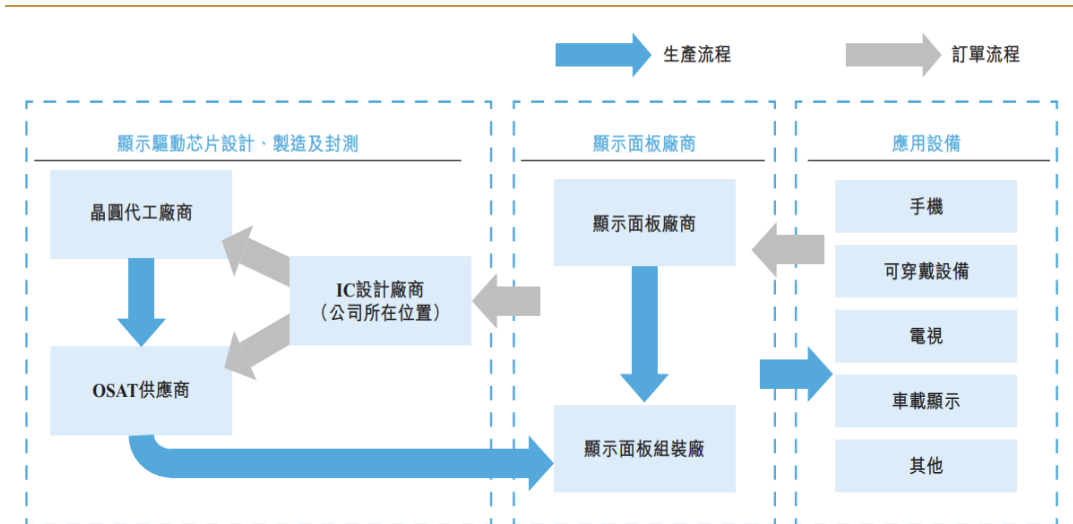 生產流程
訂單流程
顯示驅動芯片設計、製造及封測
晶圓代工廠商
IC設計廠商
（公司所在位置）
OSAT供應商
顯示面板廠商
顯示面板廠商
顯示面板組裝廠
應用設備
手機
可穿戴設備
電視
車載顯示
其他